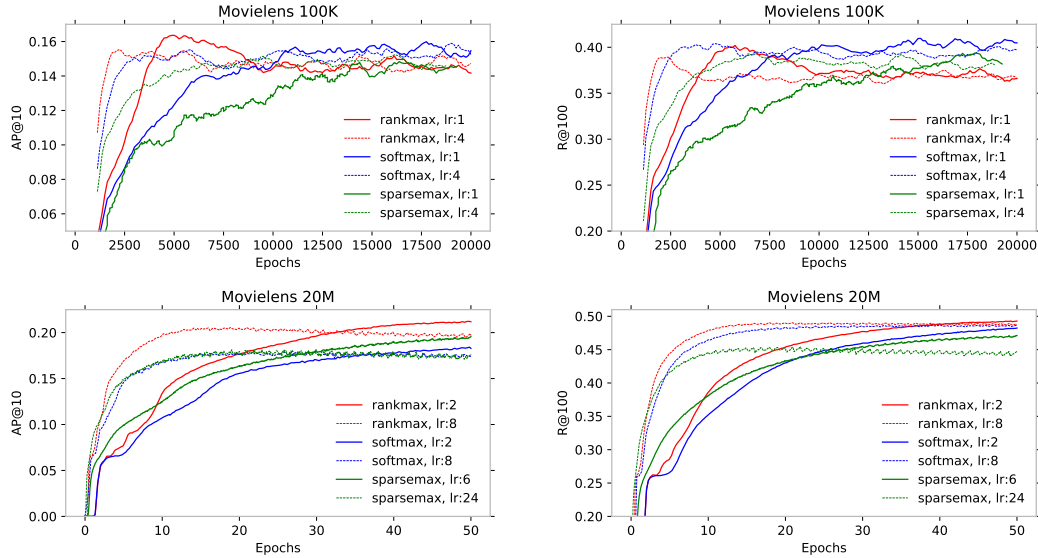 Movielens 100K
AP@10
0.16
0.14
0.12
0.10
0.08
0.06
rankmax, lr:1
rankmax, lr:4
softmax, lr:1
softmax, lr:4
sparsemax, lr:1
sparsemax, lr:4
0 2500 5000 7500 10000 12500 15000 17500 20000
Epochs
Movielens 100K
R@100
0.40
0.35
0.30
0.25
0.20
rankmax, lr:1
rankmax, lr:4
softmax, lr:1
softmax, lr:4
sparsemax, lr:1
sparsemax, lr:4
0 2500 5000 7500 10000 12500 15000 17500 20000
Epochs
Movielens 20M
AP@10
0.20
0.15
0.10
0.05
0.00
rankmax, lr:2
rankmax, lr:8
softmax, lr:2
softmax, lr:8
sparsemax, lr:6
sparsemax, lr:24
0 10 20 30 40 50
Epochs
Movielens 20M
R@100
0.50
0.45
0.40
0.35
0.30
0.25
0.20
rankmax, lr:2
rankmax, lr:8
softmax, lr:2
softmax, lr:8
sparsemax, lr:6
sparsemax, lr:24
0 10 20 30 40 50
Epochs